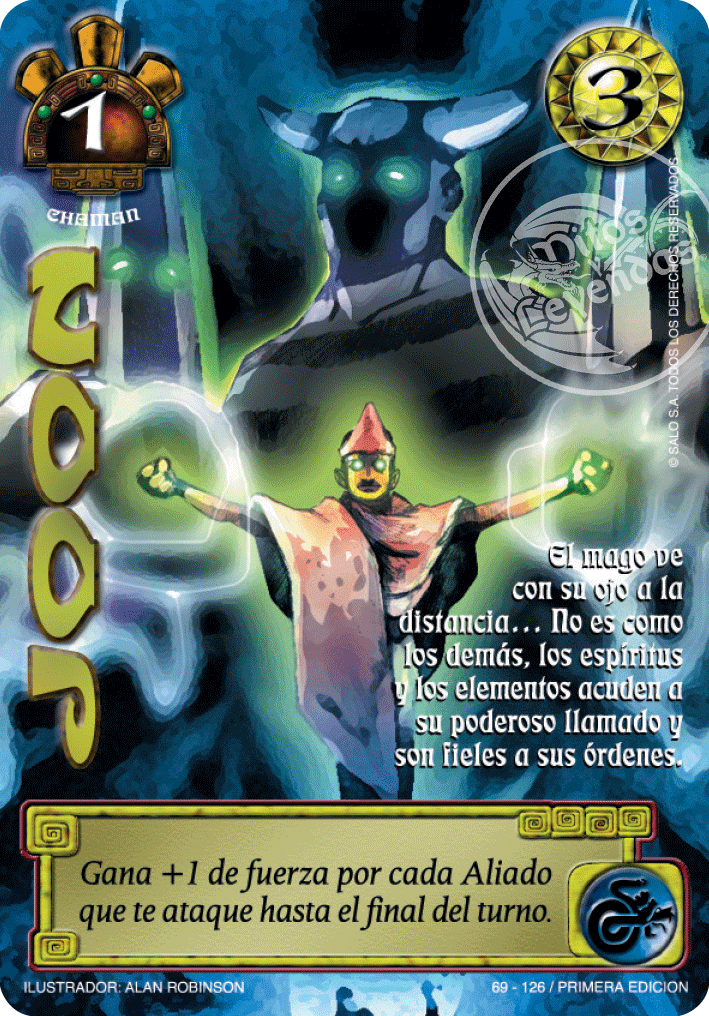 1
3
CHAMAN
JOON
Mitos
y
Leyendas
© SALO S.A. TODOS LOS DERECHOS RESERVADOS
El mago ve
con su ojo a la
distancia... No es como
los demás, los espíritus
y los elementos acuden a
su poderoso llamado y
son fieles a sus órdenes.
Gana +1 de fuerza por cada Aliado
que te ataque hasta el final del turno.
ILUSTRADOR: ALAN ROBINSON
69 - 126 / PRIMERA EDICION